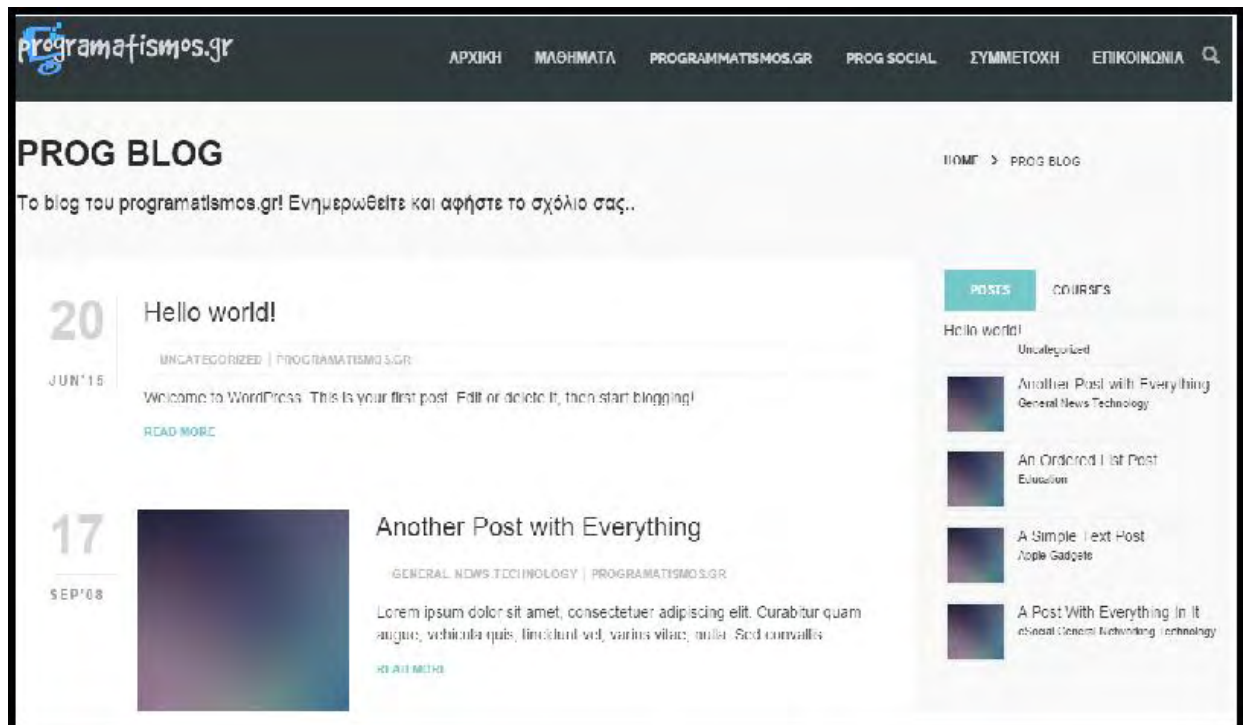 programatismos.gr
ΑΡΧΙΚΗ ΜΑΘΗΜΑΤΑ PROGRAMMATISMOS.GR PROG SOCIAL ΣΥΜΜΕΤΟΧΗ ΕΠΙΚΟΙΝΩΝΙΑ
PROG BLOG
HOME > PROG BLOG
Το blog του programatismos.gr! Ενημερωθείτε και αφήστε το σχόλιο σας..
20
JUN'15
Hello world!
UNCATEGORIZED | PROGRAMATISMOS.GR
Welcome to WordPress. This is your first post. Edit or delete it, then start blogging!
READ MORE
17
SEP'08
Another Post with Everything
GENERAL NEWS TECHNOLOGY | PROGRAMATISMOS.GR
Lorem ipsum dolor sit amet, consectetuer adipiscing elit. Curabitur quam
augue, vehicula quis, tincidunt vel, varius vitae, nulla. Sed convallis
READ MORE
POSTS COURSES
Hello world!
Uncategorized
Another Post with Everything
General News Technology
An Ordered List Post
Education
A Simple Text Post
Apple Gadgets
A Post With Everything In It
eSocial General Networking Technology